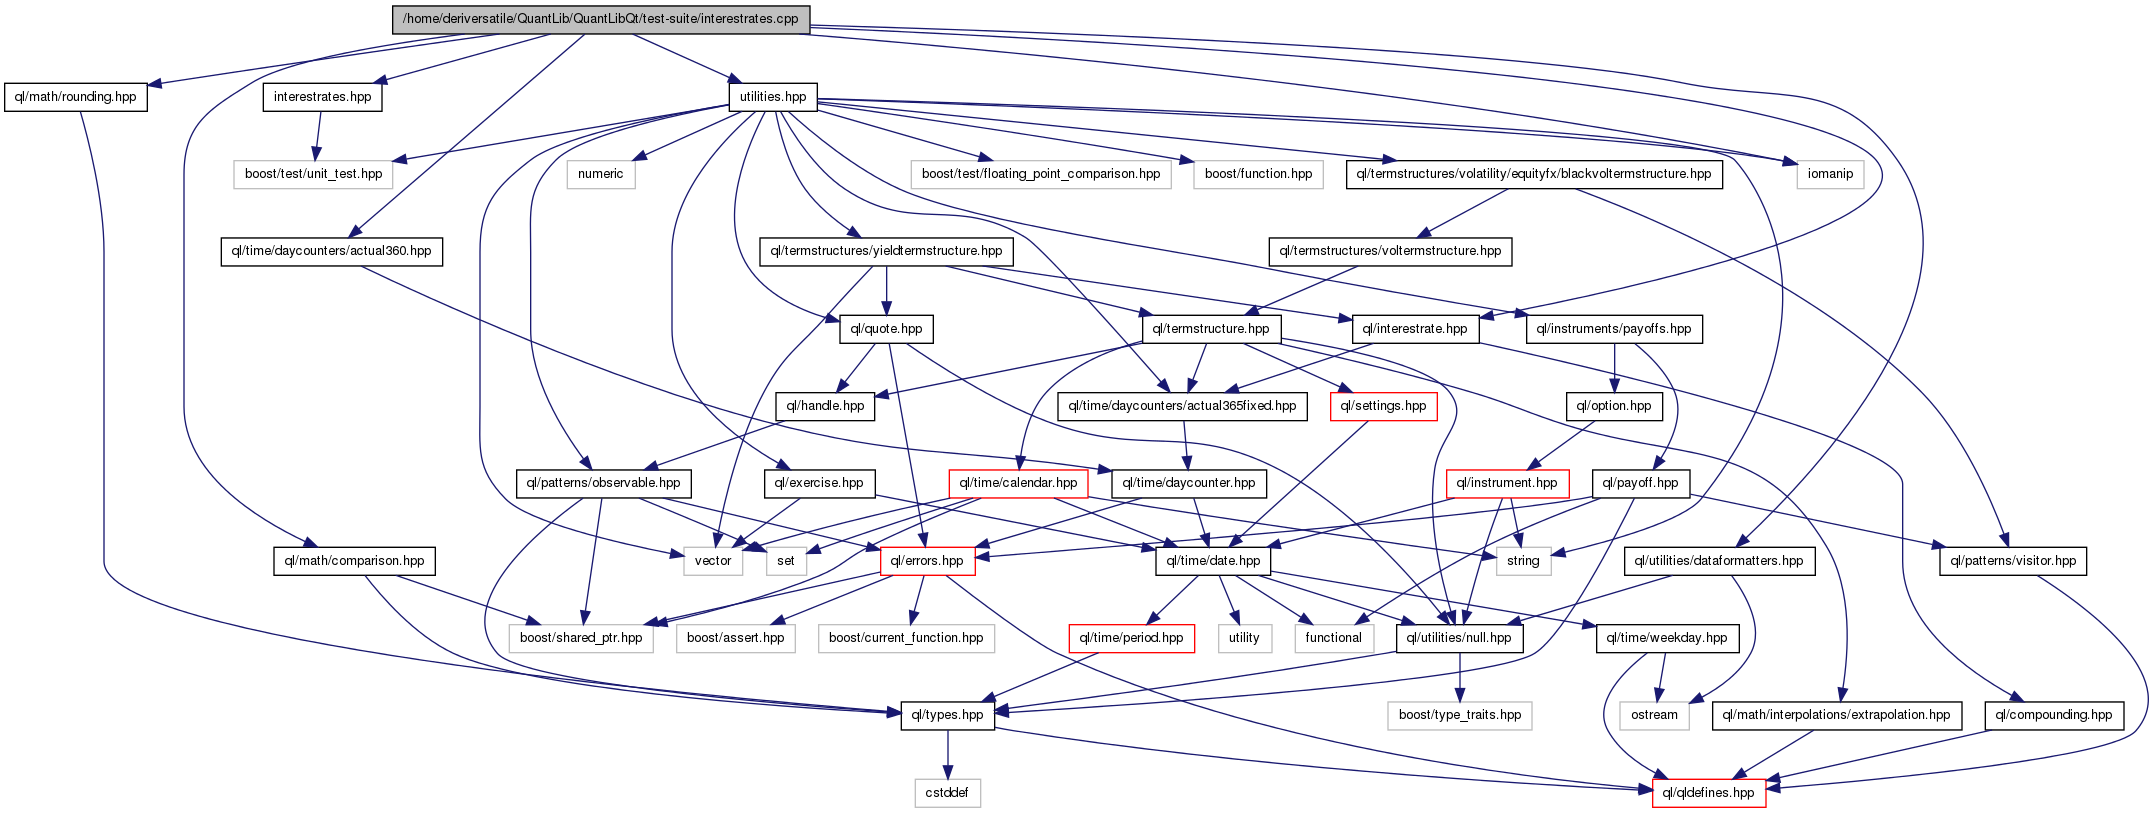 /home/deriversatile/QuantLib/QuantLibQt/test-suite/interestrates.cpp
ql/math/rounding.hpp
interestrates.hpp
utilities.hpp
boost/test/unit_test.hpp
numeric
boost/test/floating_point_comparison.hpp
boost/function.hpp
ql/termstructures/volatility/equityfx/blackvoltermstructure.hpp
iomanip
ql/time/daycounters/actual360.hpp
ql/termstructures/yieldtermstructure.hpp
ql/termstructures/voltermstructure.hpp
ql/quote.hpp
ql/termstructure.hpp
ql/interestrate.hpp
ql/instruments/payoffs.hpp
ql/handle.hpp
ql/time/daycounters/actual365fixed.hpp
ql/settings.hpp
ql/option.hpp
ql/patterns/observable.hpp
ql/exercise.hpp
ql/time/calendar.hpp
ql/time/daycounter.hpp
ql/instrument.hpp
ql/payoff.hpp
ql/math/comparison.hpp
vector
set
ql/errors.hpp
ql/time/date.hpp
string
ql/utilities/dataformatters.hpp
ql/patterns/visitor.hpp
boost/shared_ptr.hpp
boost/assert.hpp
boost/current_function.hpp
ql/time/period.hpp
utility
functional
ql/utilities/null.hpp
ql/time/weekday.hpp
ql/types.hpp
boost/type_traits.hpp
ostream
ql/math/interpolations/extrapolation.hpp
ql/compounding.hpp
cstddef
ql/qldefines.hpp